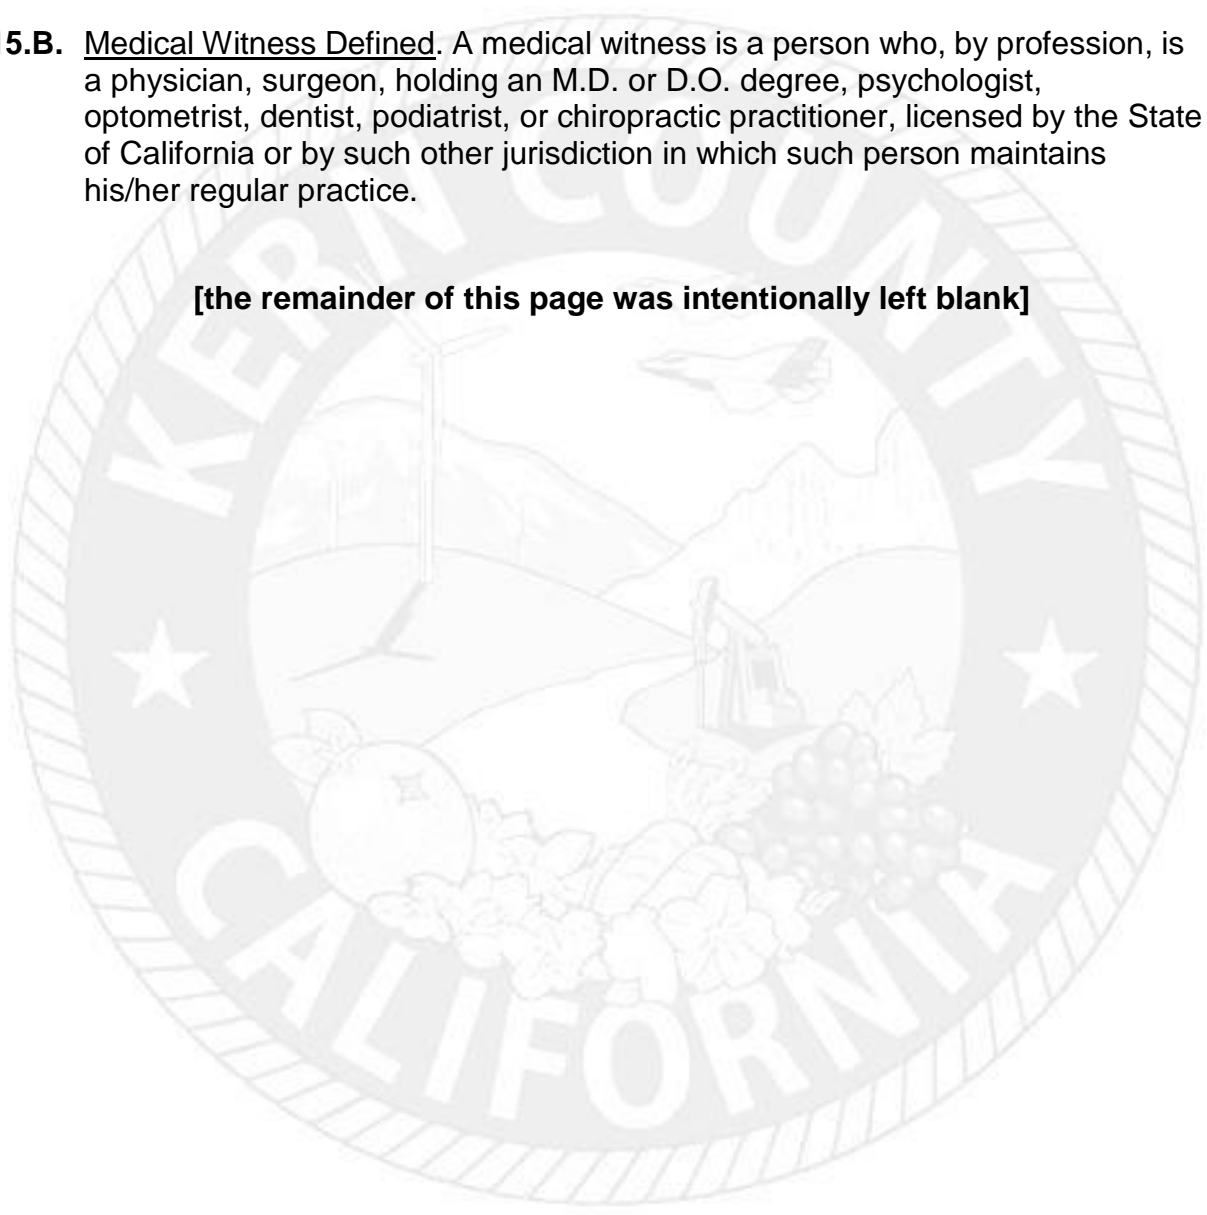 5.B. Medical Witness Defined. A medical witness is a person who, by profession, is
a physician, surgeon, holding an M.D. or D.O. degree, psychologist,
optometrist, dentist, podiatrist, or chiropractic practitioner, licensed by the State
of California or by such other jurisdiction in which such person maintains
his/her regular practice.
[the remainder of this page was intentionally left blank]
KERN COUNTY
CALIFORNIA